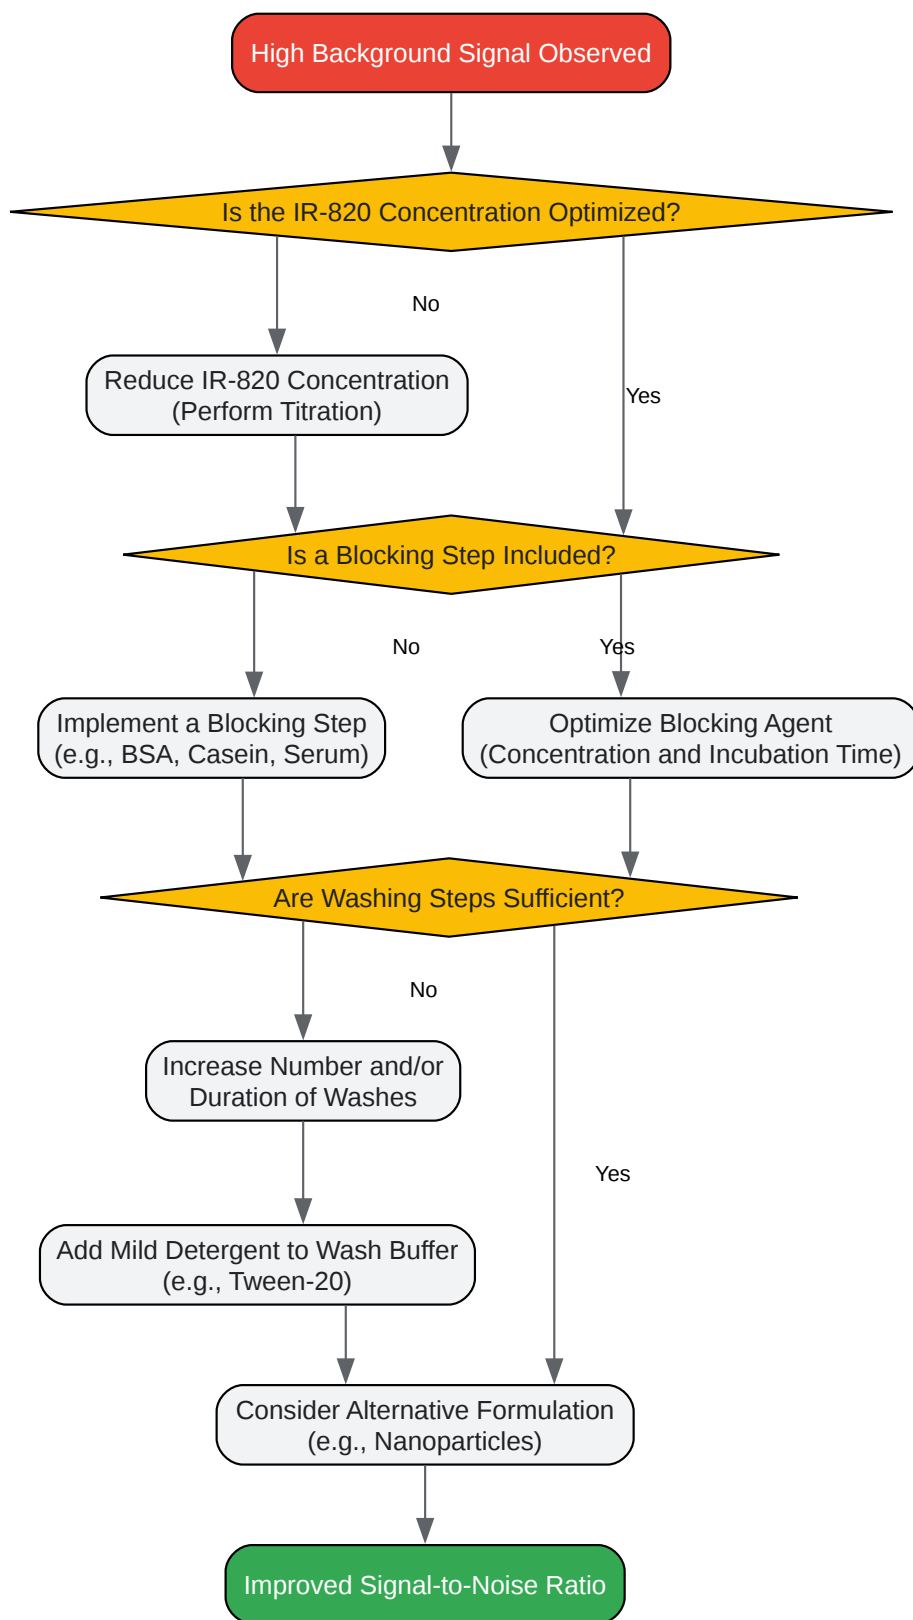 High Background Signal Observed
Is the IR-820 Concentration Optimized?
No
Reduce IR-820 Concentration
(Perform Titration)
Yes
Is a Blocking Step Included?
No
Yes
Implement a Blocking Step
(e.g., BSA, Casein, Serum)
Optimize Blocking Agent
(Concentration and Incubation Time)
Are Washing Steps Sufficient?
No
Increase Number and/or
Duration of Washes
Yes
Add Mild Detergent to Wash Buffer
(e.g., Tween-20)
Consider Alternative Formulation
(e.g., Nanoparticles)
Improved Signal-to-Noise Ratio